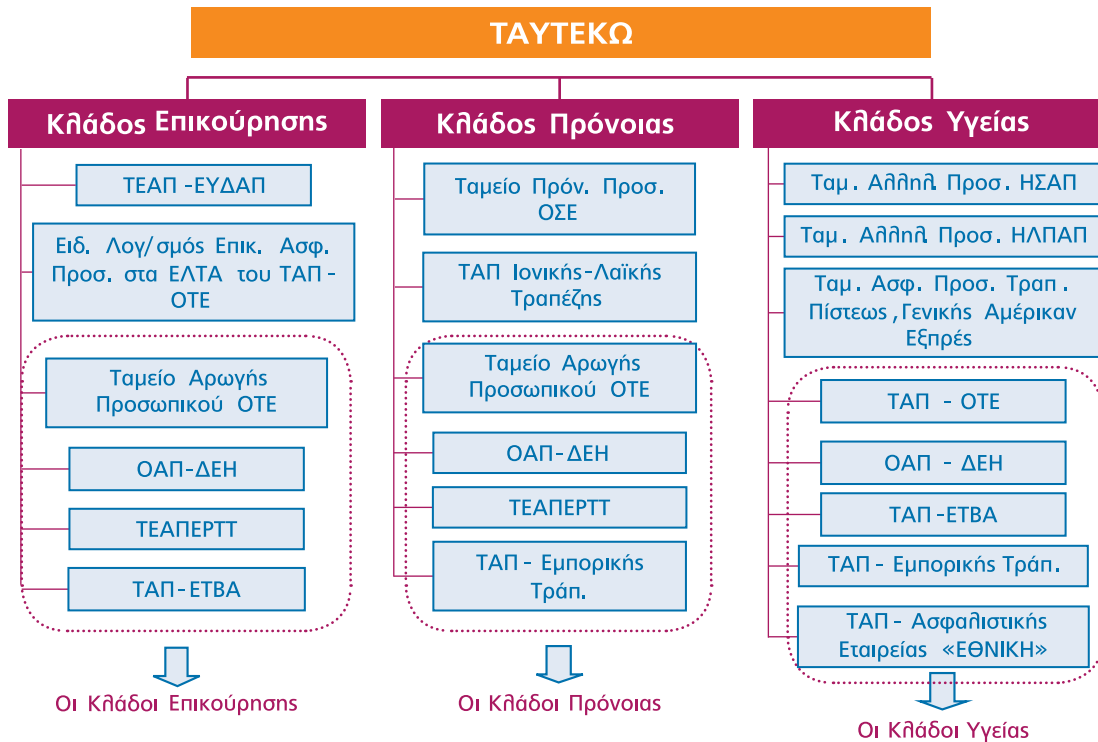 ΤΑΥΤΕΚΩ
Κλάδος Επικούρησης
ΤΕΑΠ-ΕΥΔΑΠ
Ειδ. Λογ/σμός Επικ. Ασφ.
Προσ. στα ΕΛΤΑ του ΤΑΠ-
ΟΤΕ
Ταμείο Αρωγής
Προσωπικού ΟΤΕ
ΟΑΠ-ΔΕΗ
ΤΕΑΠΕΡΤΤ
ΤΑΠ-ΕΤΒΑ
Οι Κλάδοι Επικούρησης
Κλάδος Πρόνοιας
Ταμείο Πρόν. Προσ.
ΟΣΕ
ΤΑΠ Ιονικής-Λαϊκής
Τραπέζης
Ταμείο Αρωγής
Προσωπικού ΟΤΕ
ΟΑΠ-ΔΕΗ
ΤΕΑΠΕΡΤΤ
ΤΑΠ- Εμπορικής
Τράπ.
Οι Κλάδοι Πρόνοιας
Κλάδος Υγείας
Ταμ. Αλληλ. Προσ. ΗΣΑΠ
Ταμ. Αλληλ. Προσ. ΗΛΠΑΠ
Ταμ. Ασφ. Προσ. Τραπ.
Πίστεως, Γενικής Αμέρικαν
Εξπρές
ΤΑΠ - ΟΤΕ
ΟΑΠ - ΔΕΗ
ΤΑΠ-ΕΤΒΑ
ΤΑΠ- Εμπορικής Τράπ.
ΤΑΠ- Ασφαλιστικής
Εταιρείας «ΕΘΝΙΚΗ»
Οι Κλάδοι Υγείας